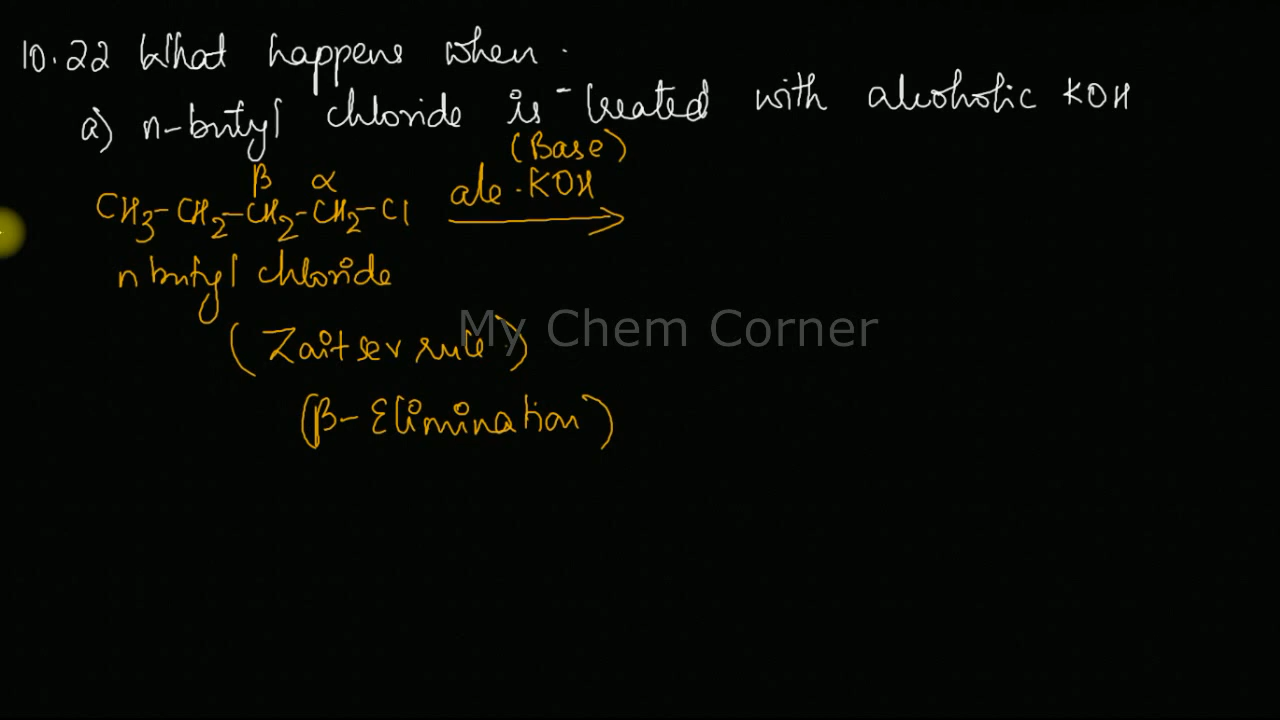 10.22 What happens when.
a) n-butyl chloride is treated with alcoholic KOH
(Base)
β α
CH3-CH2-CH2-CH2-Cl alc.KOH
n butyl chloride
My Chem Corner
(Zaitsev rule)
(β-Elimination)